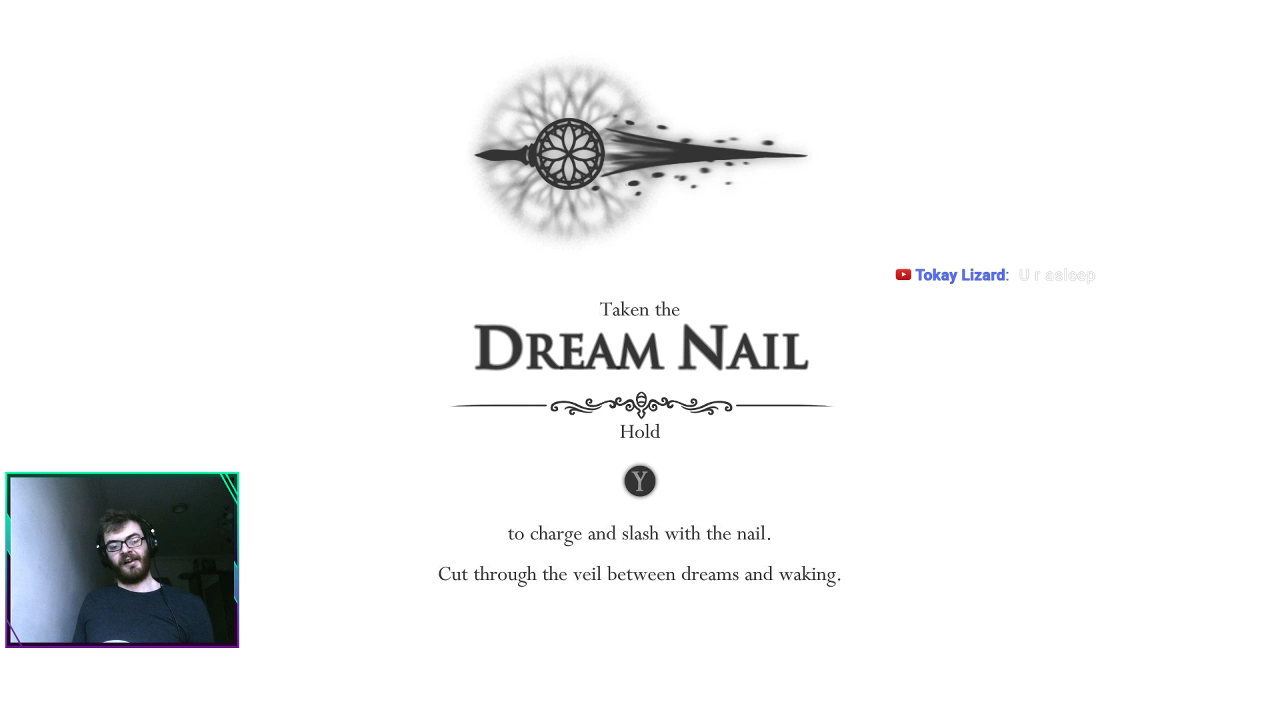 Tokay Lizard: U r asleep
Taken the
DREAM NAIL
Hold
Y
to charge and slash with the nail.
Cut through the veil between dreams and waking.